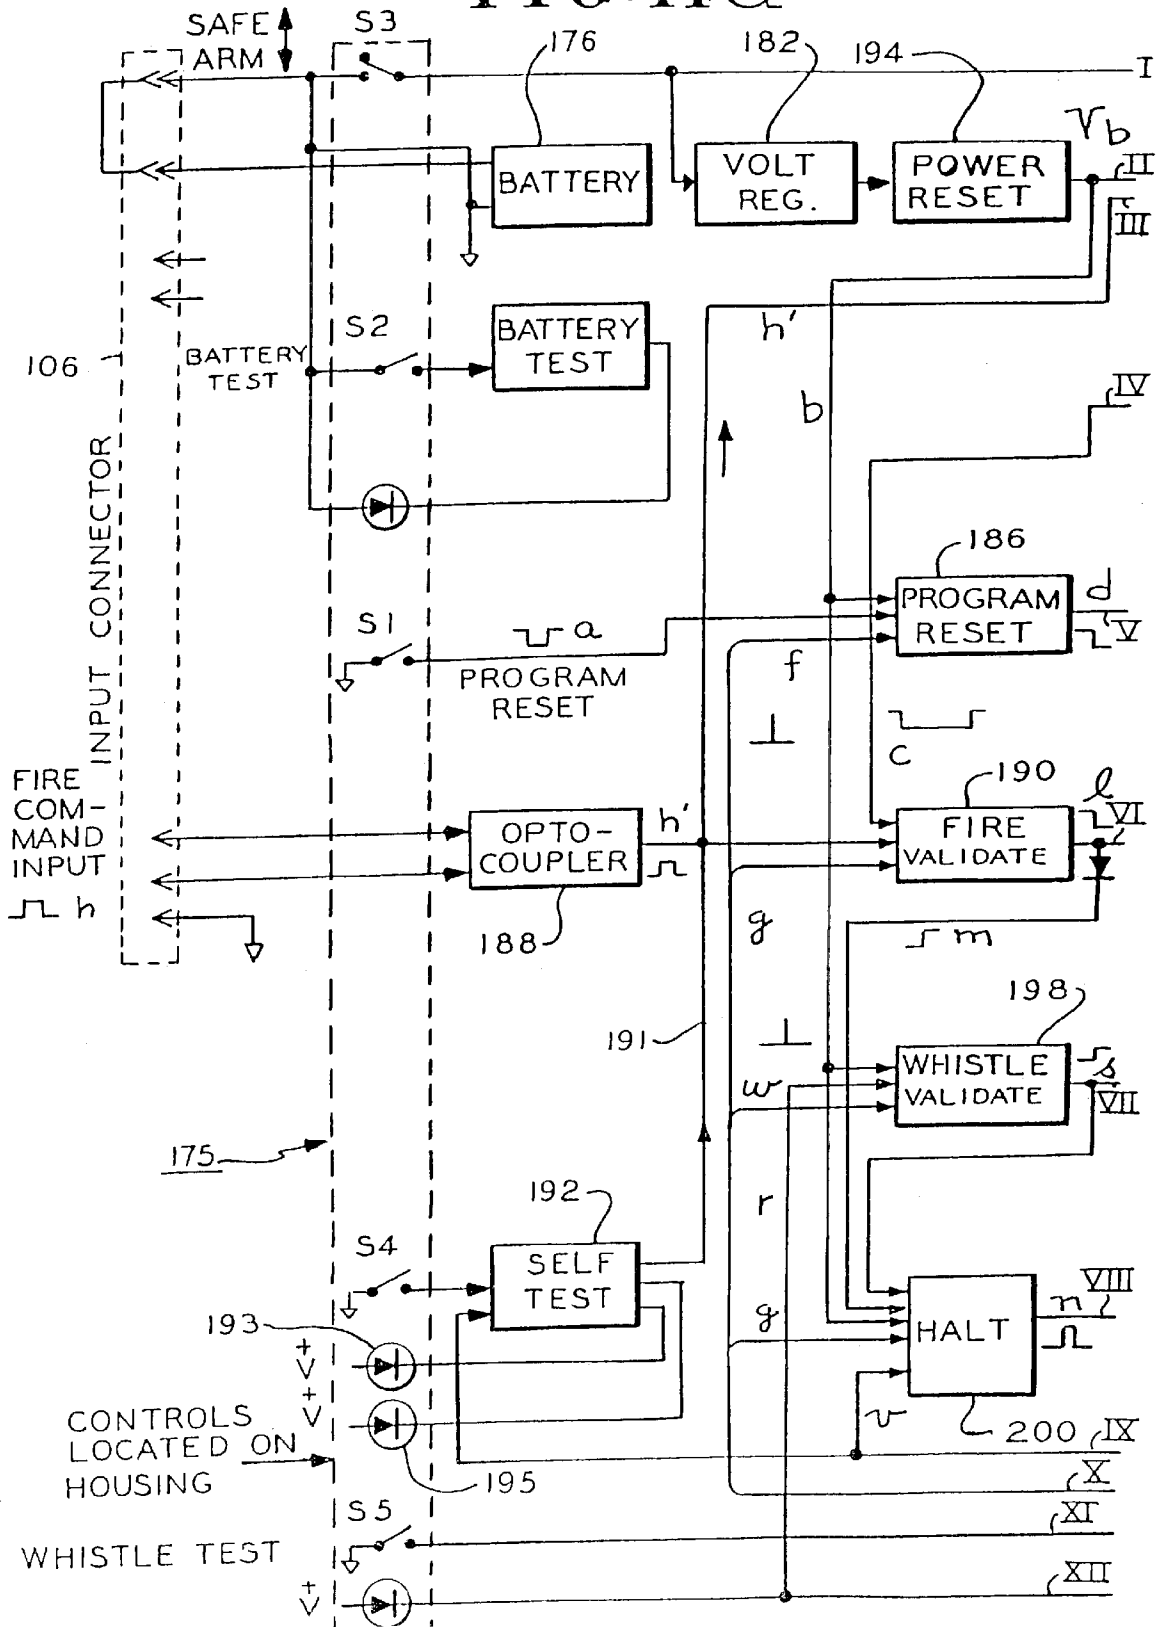 SAFE
ARM
S3
176
182
194
I
BATTERY
VOLT
REG.
POWER
RESET
Vb
II
III
S2
BATTERY
TEST
BATTERY
TEST
h'
b
IV
106
INPUT CONNECTOR
186
PROGRAM
RESET
d
V
S1
a
PROGRAM
RESET
f
c
FIRE
COM-
MAND
INPUT
h
OPTO-
COUPLER
188
h'
190
FIRE
VALIDATE
l
VI
g
m
191
198
WHISTLE
VALIDATE
s
VII
w
175
192
r
S4
SELF
TEST
193
+
V
+
V
g
HALT
n
VIII
v
200
IX
CONTROLS
LOCATED ON
HOUSING
195
X
S5
XI
WHISTLE TEST
+
V
XII